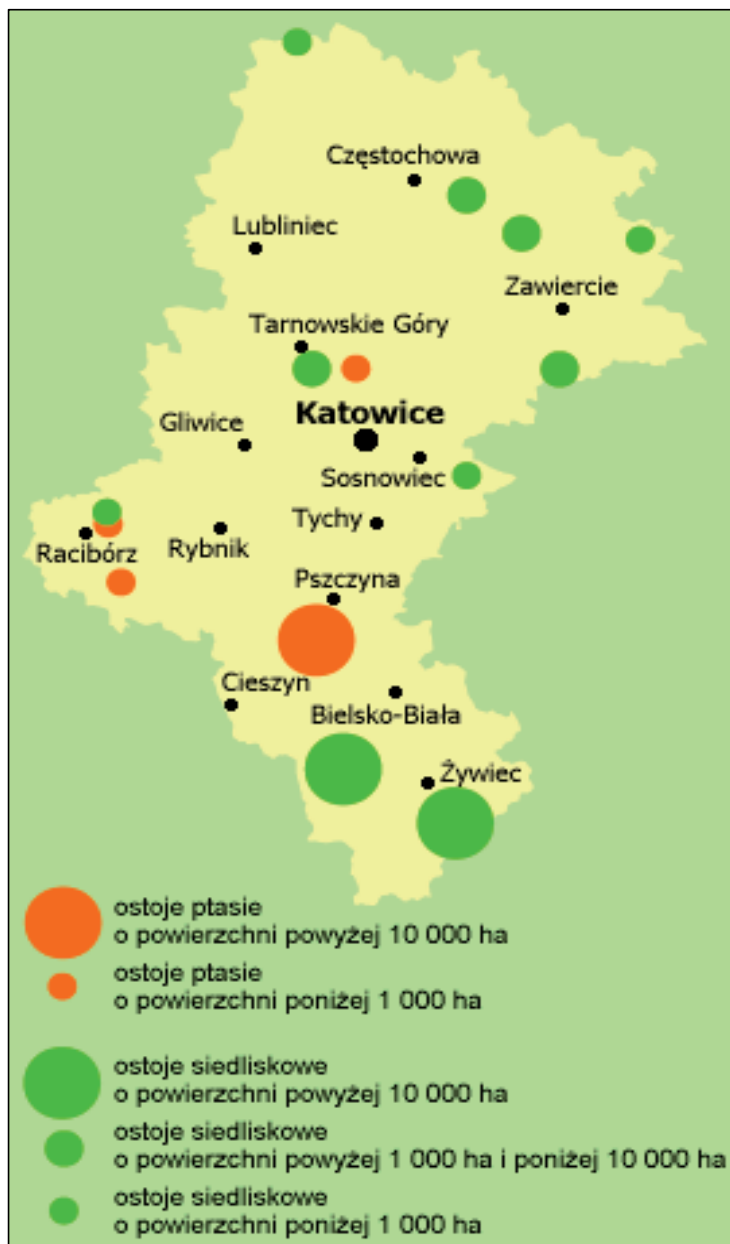 Częstochowa
Lubliniec
Zawiercie
Tarnowskie Góry
Katowice
Gliwice
Sosnowiec
Tychy
Racibórz
Rybnik
Pszczyna
Cieszyn
Bielsko-Biała
Żywiec
ostoje ptasie
o powierzchni powyżej 10 000 ha
ostoje ptasie
o powierzchni poniżej 1 000 ha
ostoje siedliskowe
o powierzchni powyżej 10 000 ha
ostoje siedliskowe
o powierzchni powyżej 1 000 ha i poniżej 10 000 ha
ostoje siedliskowe
o powierzchni poniżej 1 000 ha